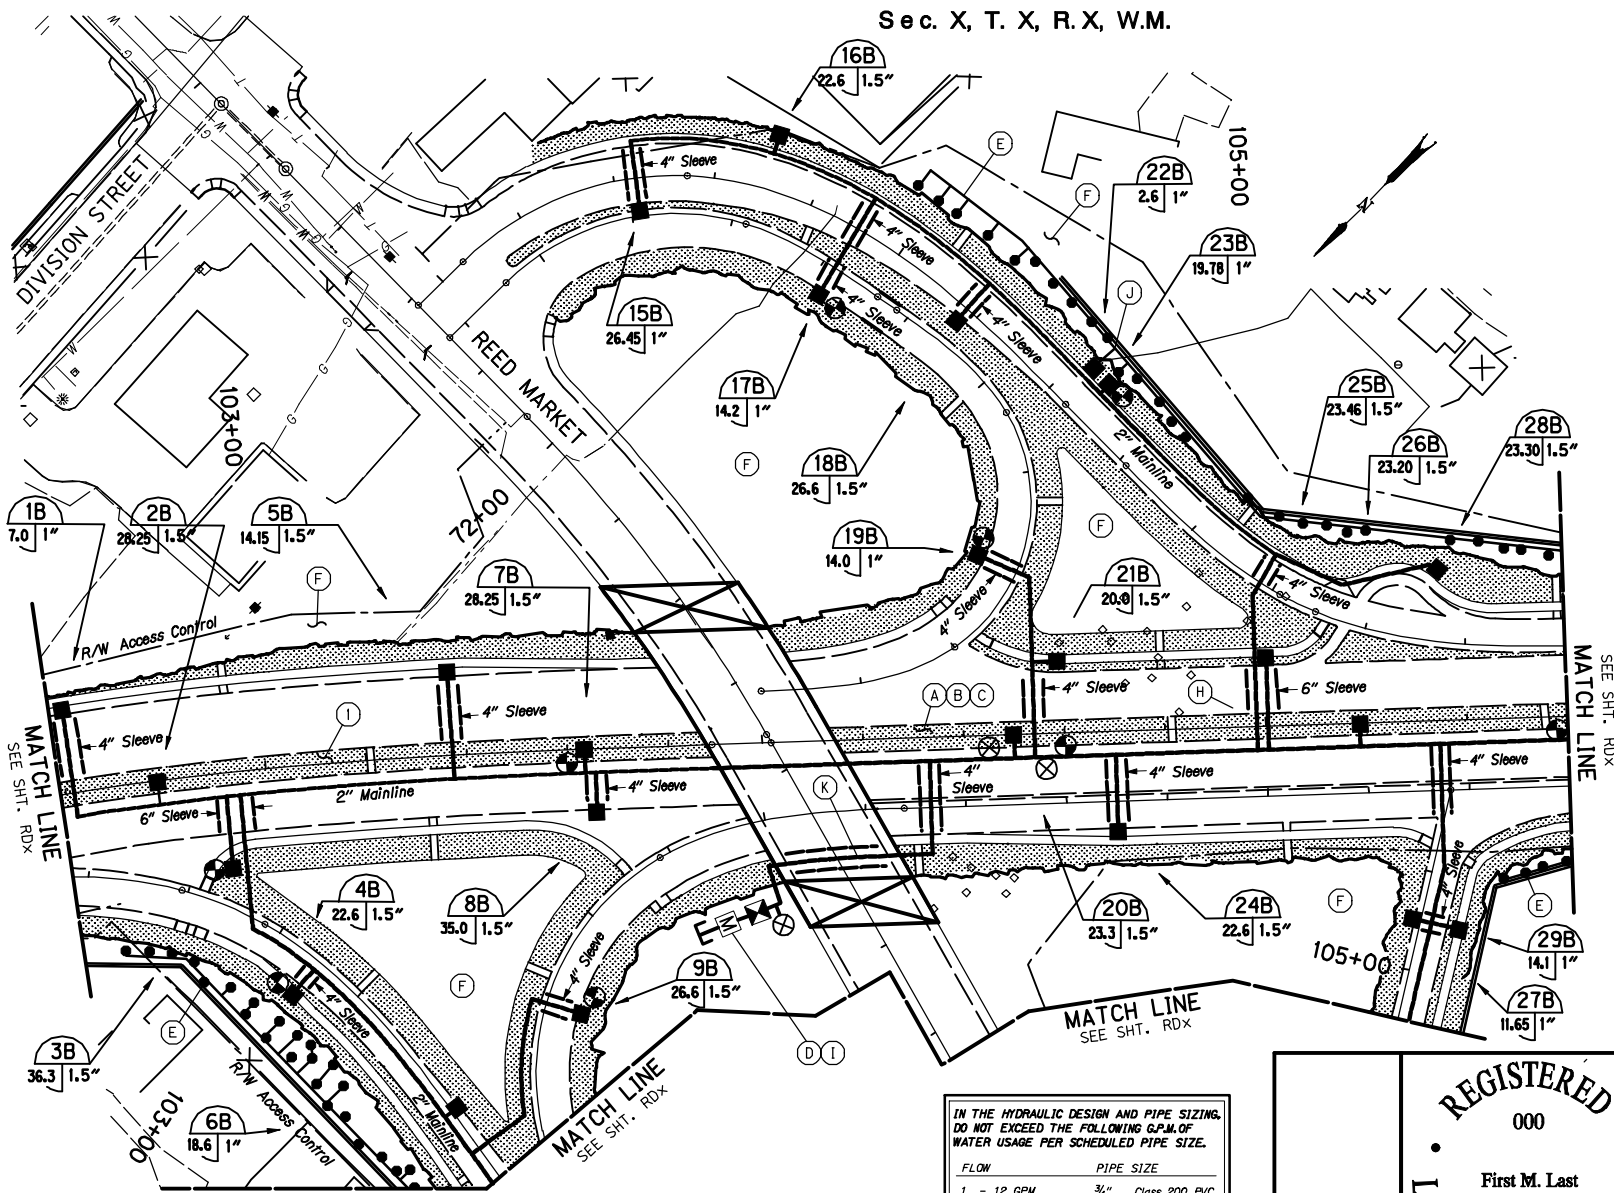 Sec. X, T. X, R. X, W.M.
16B
22.6 1.5"
105+00
E
F
22B
2.6 1"
23B
19.78 1"
J
N
DIVISION STREET
4" Sleeve
4" Sleeve
4" Sleeve
4" Sleeve
15B
26.45 1"
REED MARKET
17B
14.2 1"
18B
26.6 1.5"
F
25B
23.46 1.5"
26B
23.20 1.5"
28B
23.30 1.5"
2" Mainline
103+00
72+00
1B
7.0 1"
2B
28.25 1.5"
5B
14.15 1.5"
F
F
19B
14.0 1"
7B
28.25 1.5"
21B
20.0 1.5"
4" Sleeve
4" Sleeve
R/W Access Control
MATCH LINE
SEE SHT. RDx
4" Sleeve
4" Sleeve
I
A B C
4" Sleeve
H
6" Sleeve
MATCH LINE
SEE SHT. RDx
6" Sleeve
2" Mainline
4" Sleeve
K
4" Sleeve
4" Sleeve
4" Sleeve
4B
22.6 1.5"
8B
35.0 1.5"
F
4" Sleeve
9B
26.6 1.5"
M
D I
20B
23.3 1.5"
24B
22.6 1.5"
F
105+00
4" Sleeve
E
29B
14.1 1"
27B
11.65 1"
MATCH LINE
SEE SHT. RDx
3B
36.3 1.5"
E
4" Sleeve
R/W Access Control
2" Mainline
103+00
6B
18.6 1"
MATCH LINE
SEE SHT. RDx
IN THE HYDRAULIC DESIGN AND PIPE SIZING,
DO NOT EXCEED THE FOLLOWING G.P.M. OF
WATER USAGE PER SCHEDULED PIPE SIZE.
FLOW PIPE SIZE
1 - 12 GPM 3/4" Class 200 PVC
REGISTERED
000
First M. Last